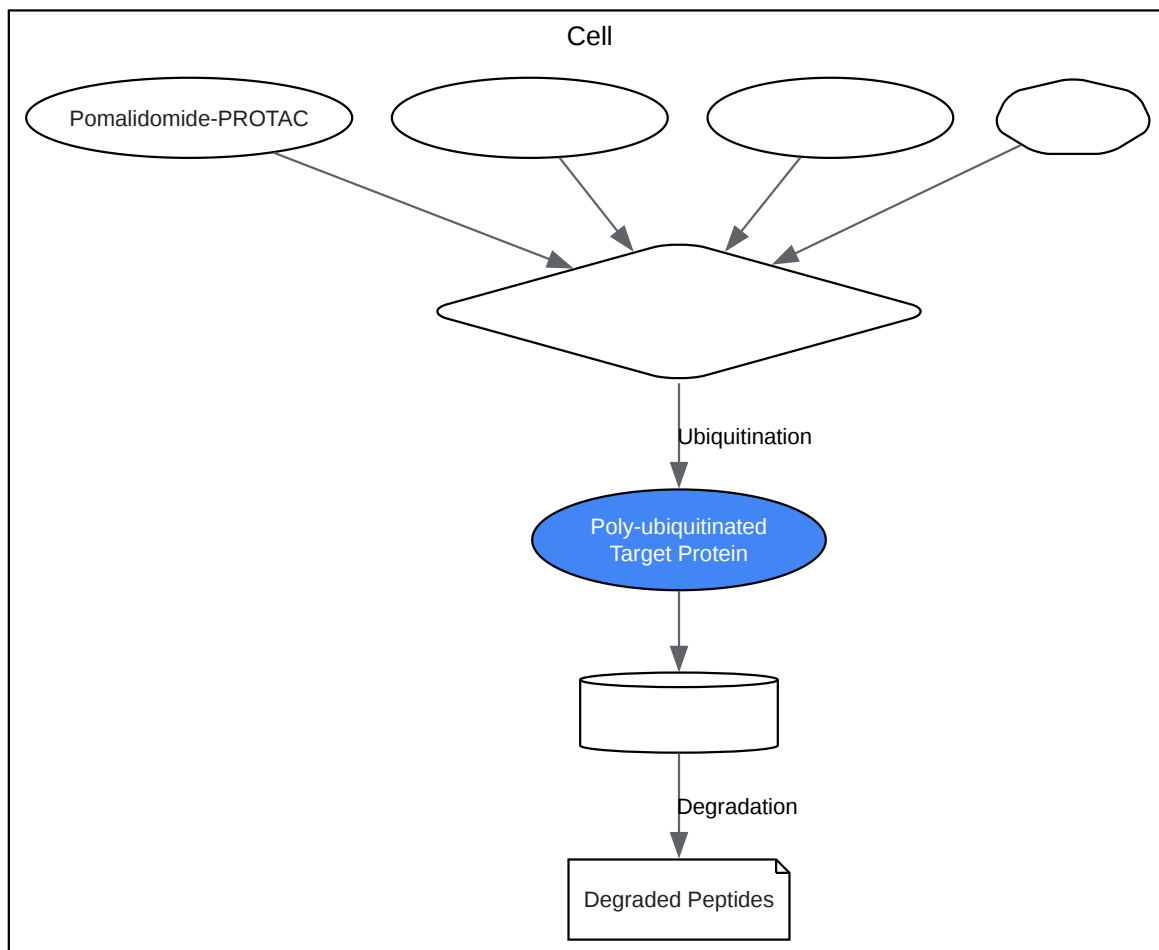 Cell
Pomalidomide-PROTAC
Ubiquitination
Poly-ubiquitinated
Target Protein
Degradation
Degraded Peptides